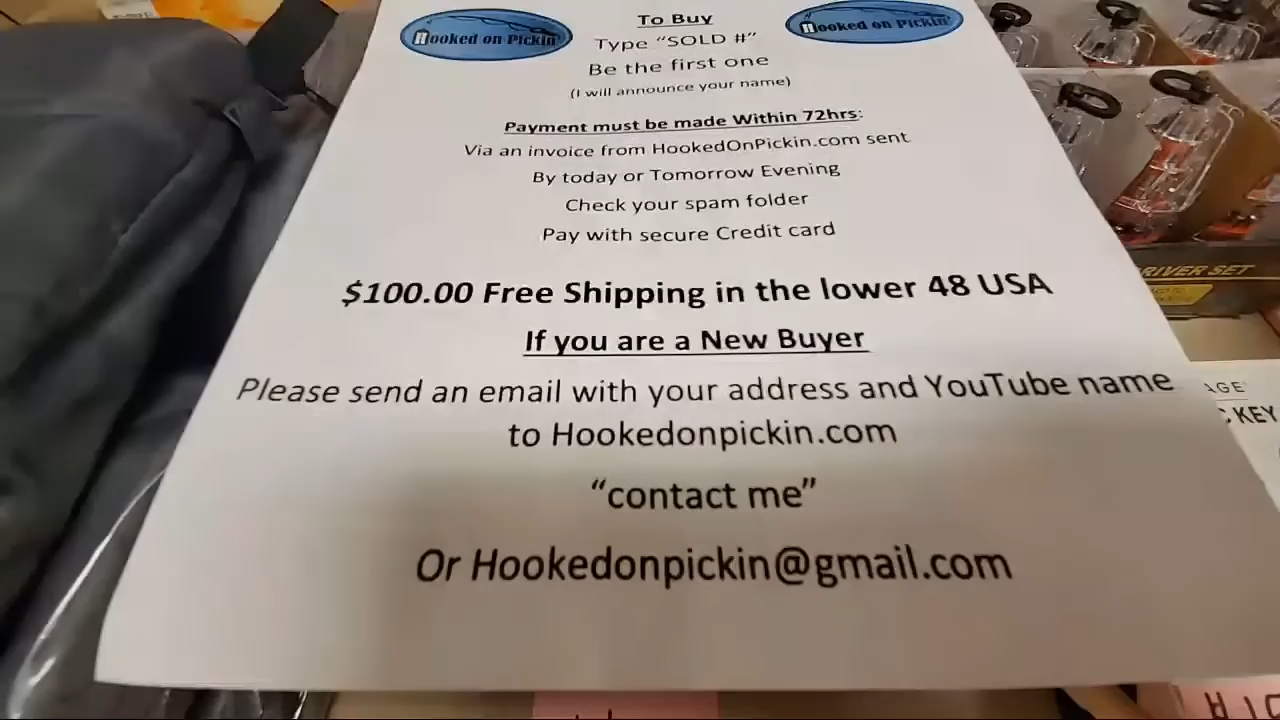 Hooked on Pickin'
To Buy
Hooked on Pickin'
Type “SOLD #”
Be the first one
(I will announce your name)
Payment must be made Within 72hrs:
Via an invoice from HookedOnPickin.com sent
By today or Tomorrow Evening
Check your spam folder
Pay with secure Credit card
$100.00 Free Shipping in the lower 48 USA
If you are a New Buyer
Please send an email with your address and YouTube name
to Hookedonpickin.com
“contact me”
Or Hookedonpickin@gmail.com
RIVER SET
AGE
KEY